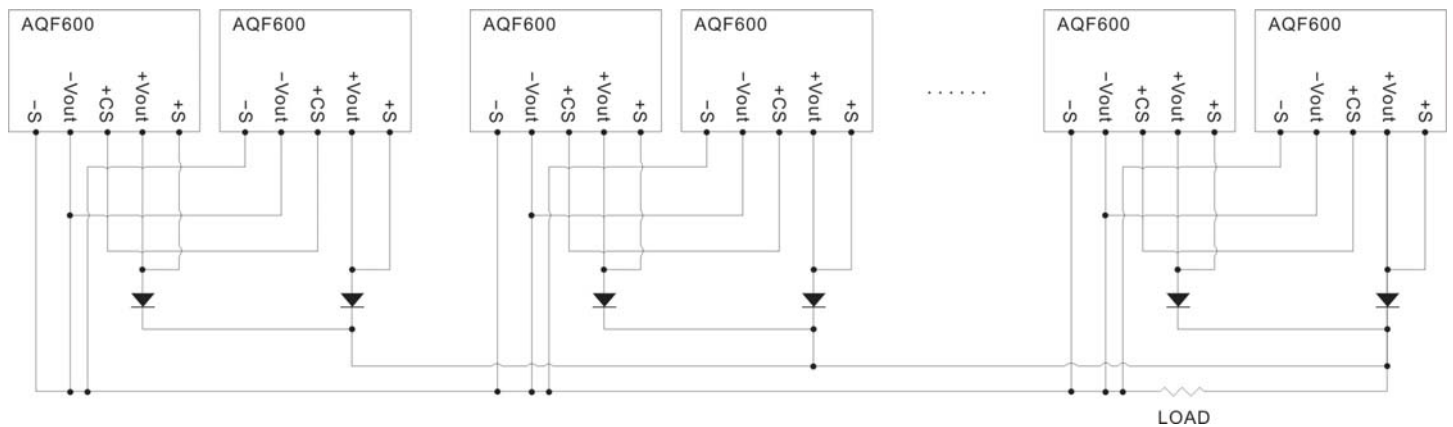 AQF600 AQF600 AQF600 AQF600 AQF600 AQF600
-S -Vout +CS +Vout +S -S -Vout +CS +Vout +S -S -Vout +CS +Vout +S -S -Vout +CS +Vout +S ...... -S -Vout +CS +Vout +S -S -Vout +CS +Vout +S
LOAD